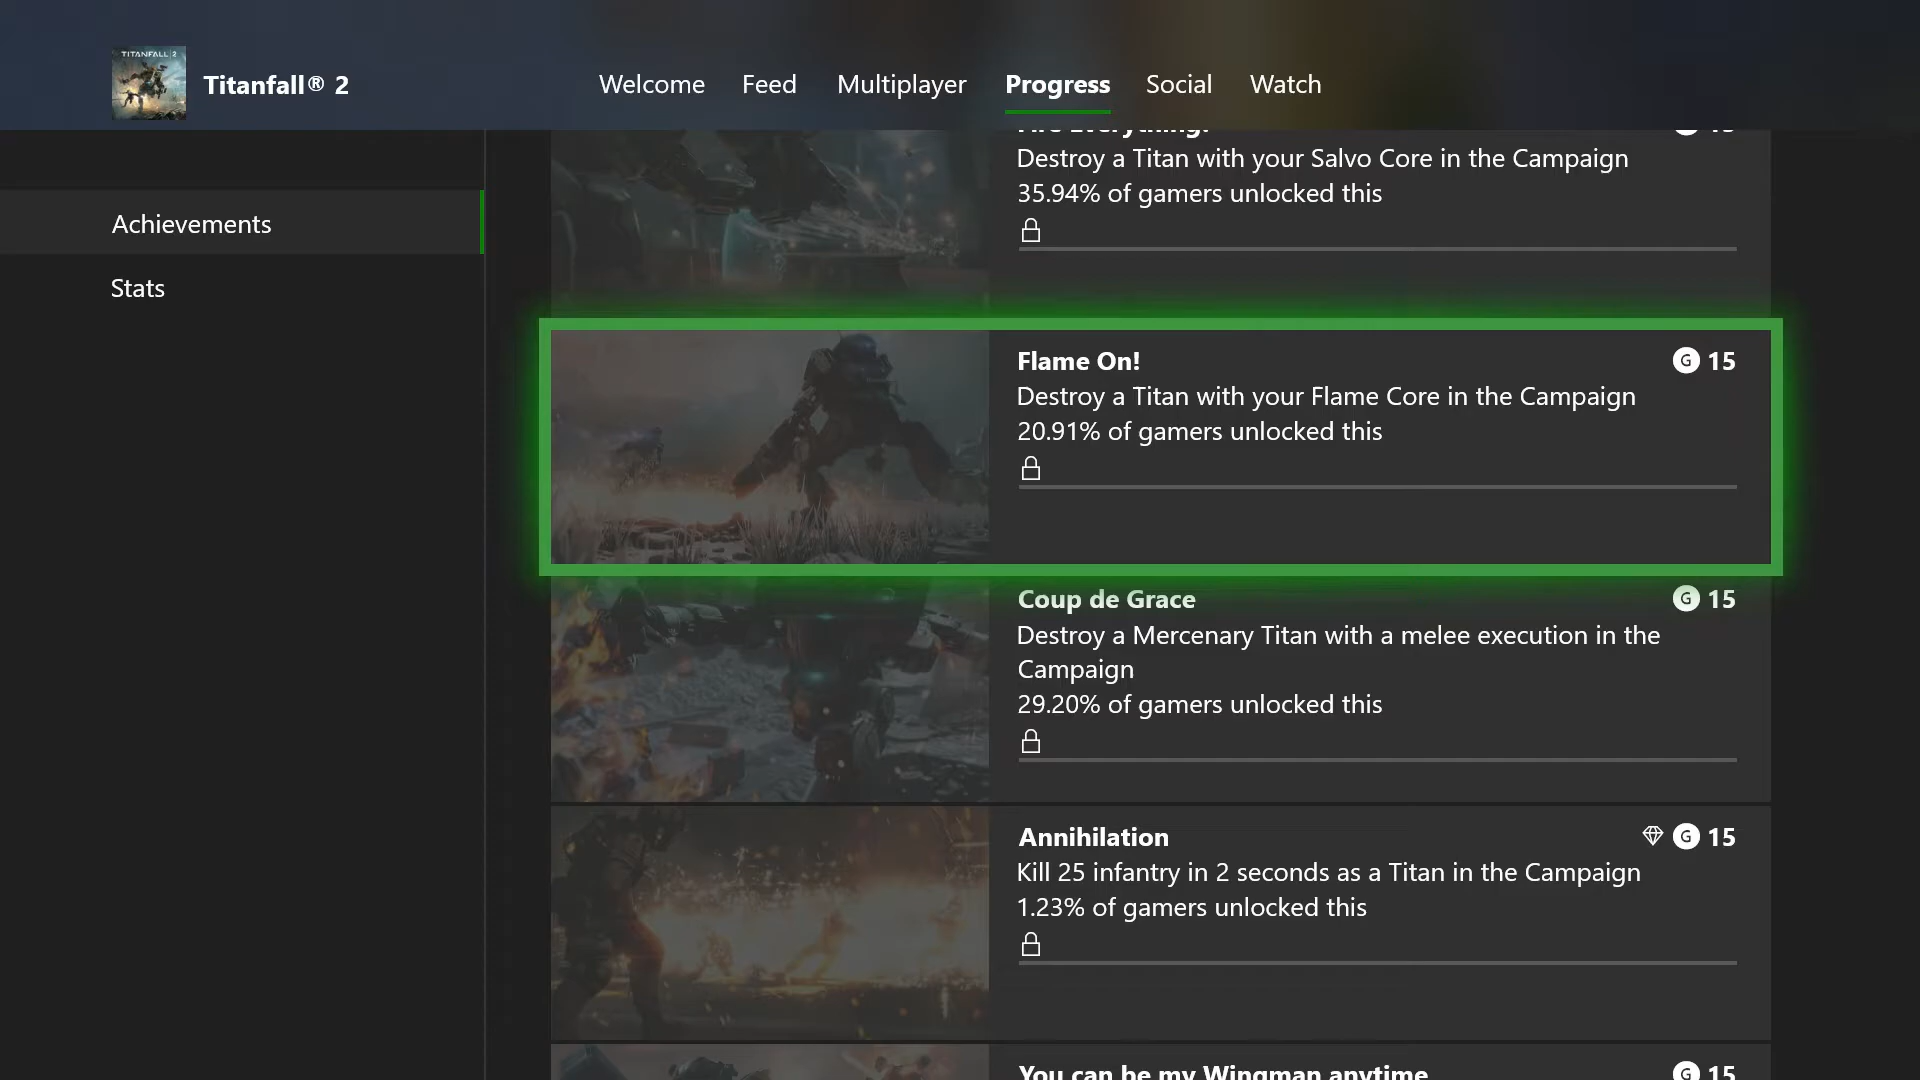 TITANFALL 2
Titanfall® 2
Welcome
Feed
Multiplayer
Progress
Social
Watch
Achievements
Stats
Fire Everything!
15
Destroy a Titan with your Salvo Core in the Campaign
35.94% of gamers unlocked this
Flame On!
G 15
Destroy a Titan with your Flame Core in the Campaign
20.91% of gamers unlocked this
Coup de Grace
G 15
Destroy a Mercenary Titan with a melee execution in the
Campaign
29.20% of gamers unlocked this
Annihilation
G 15
Kill 25 infantry in 2 seconds as a Titan in the Campaign
1.23% of gamers unlocked this
You can be my Wingman anytime
G 15